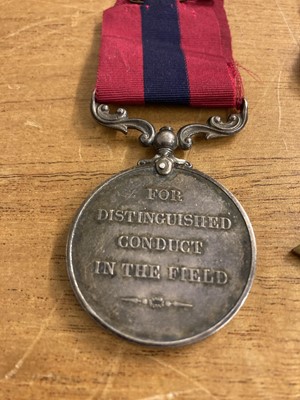 FOR
DISTINGUISHED
CONDUCT
IN THE FIELD